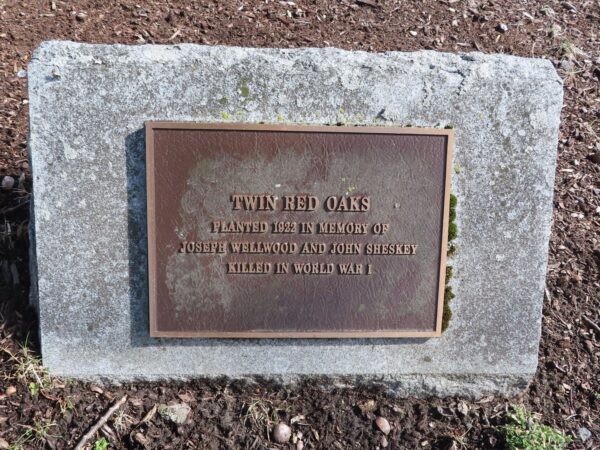 TWIN RED OAKS
PLANTED 1922 IN MEMORY OF
JOSEPH WELLWOOD AND JOHN SHESKEY
KILLED IN WORLD WAR I